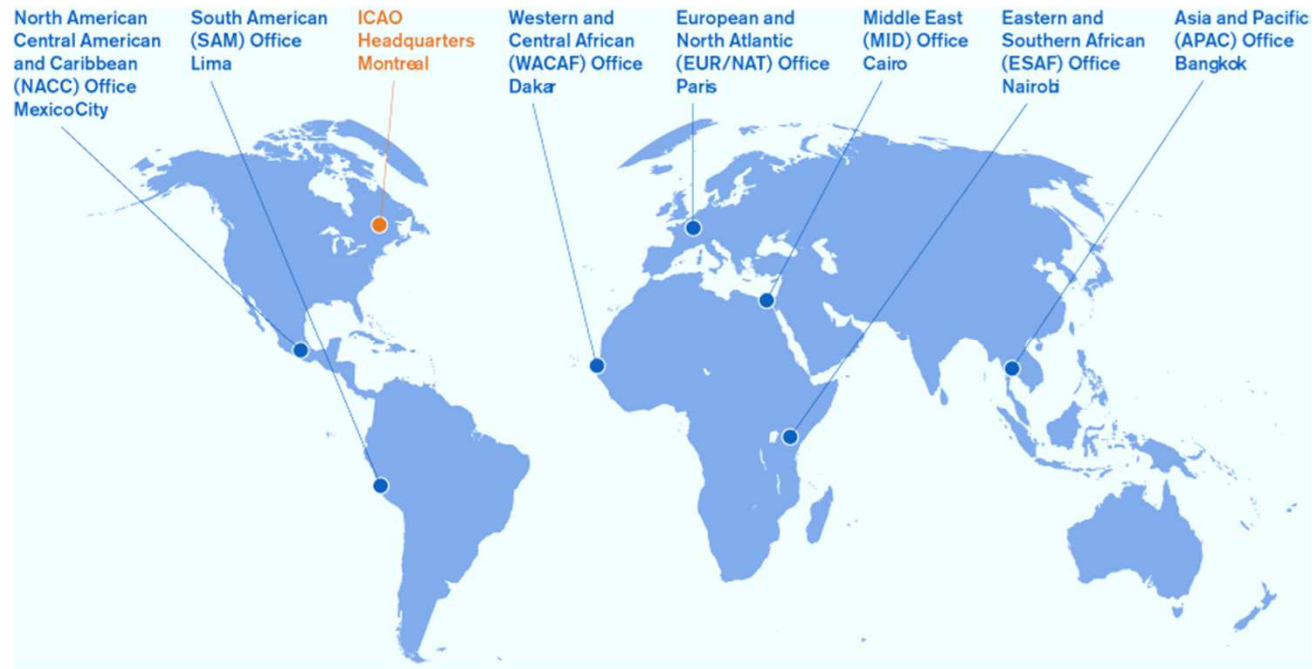 North American
Central American
and Caribbean
(NACC) Office
MexicoCity
South American
(SAM) Office
Lima
ICAO
Headquarters
Montreal
Western and
Central African
(WACAF) Office
Dakar
European and
North Atlantic
(EUR/NAT) Office
Paris
Middle East
(MID) Office
Cairo
Eastern and
Southern African
(ESAF) Office
Nairobi
Asia and Pacific
(APAC) Office
Bangkok